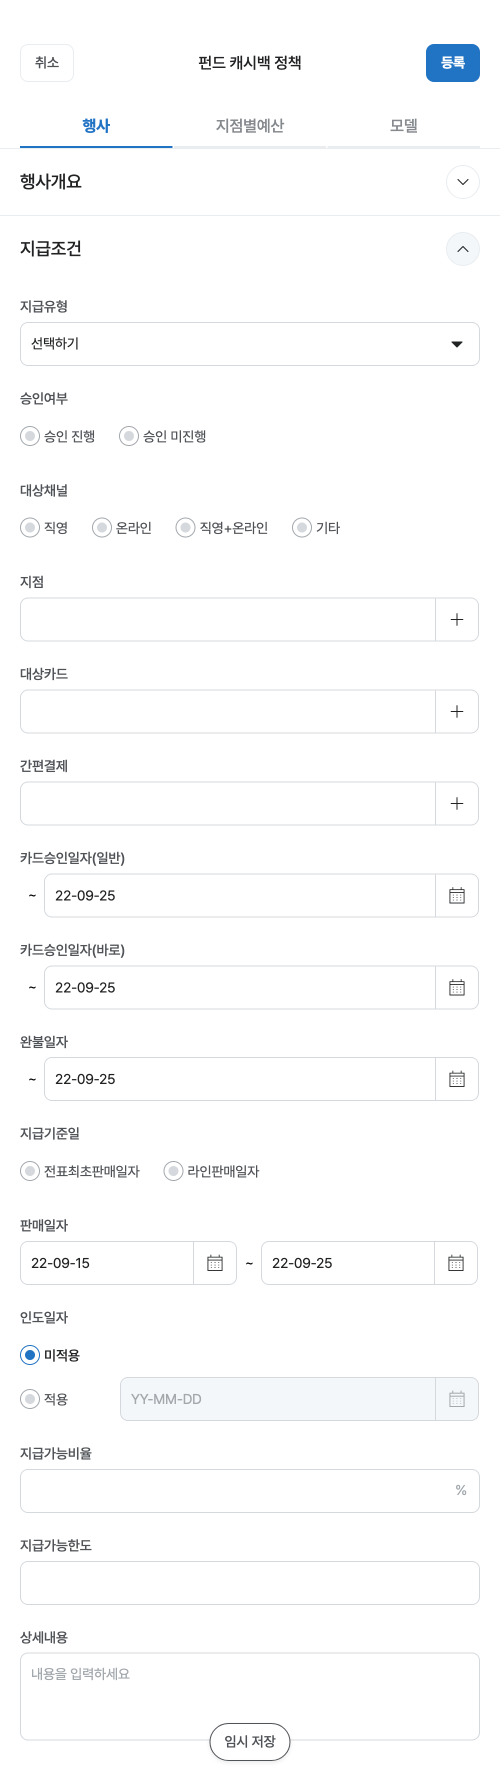 취소 펀드 캐시백 정책 등록
행사 지점별예산 모델
행사개요
지급조건
지급유형
선택하기
승인여부
승인 진행 승인 미진행
대상채널
직영 온라인 직영+온라인 기타
지점
대상카드
간편결제
카드승인일자(일반)
~ 22-09-25
카드승인일자(바로)
~ 22-09-25
완불일자
~ 22-09-25
지급기준일
전표최초판매일자 라인판매일자
판매일자
22-09-15 ~ 22-09-25
인도일자
미적용
적용 YY-MM-DD
지급가능비율
%
지급가능한도
상세내용
내용을 입력하세요
임시 저장